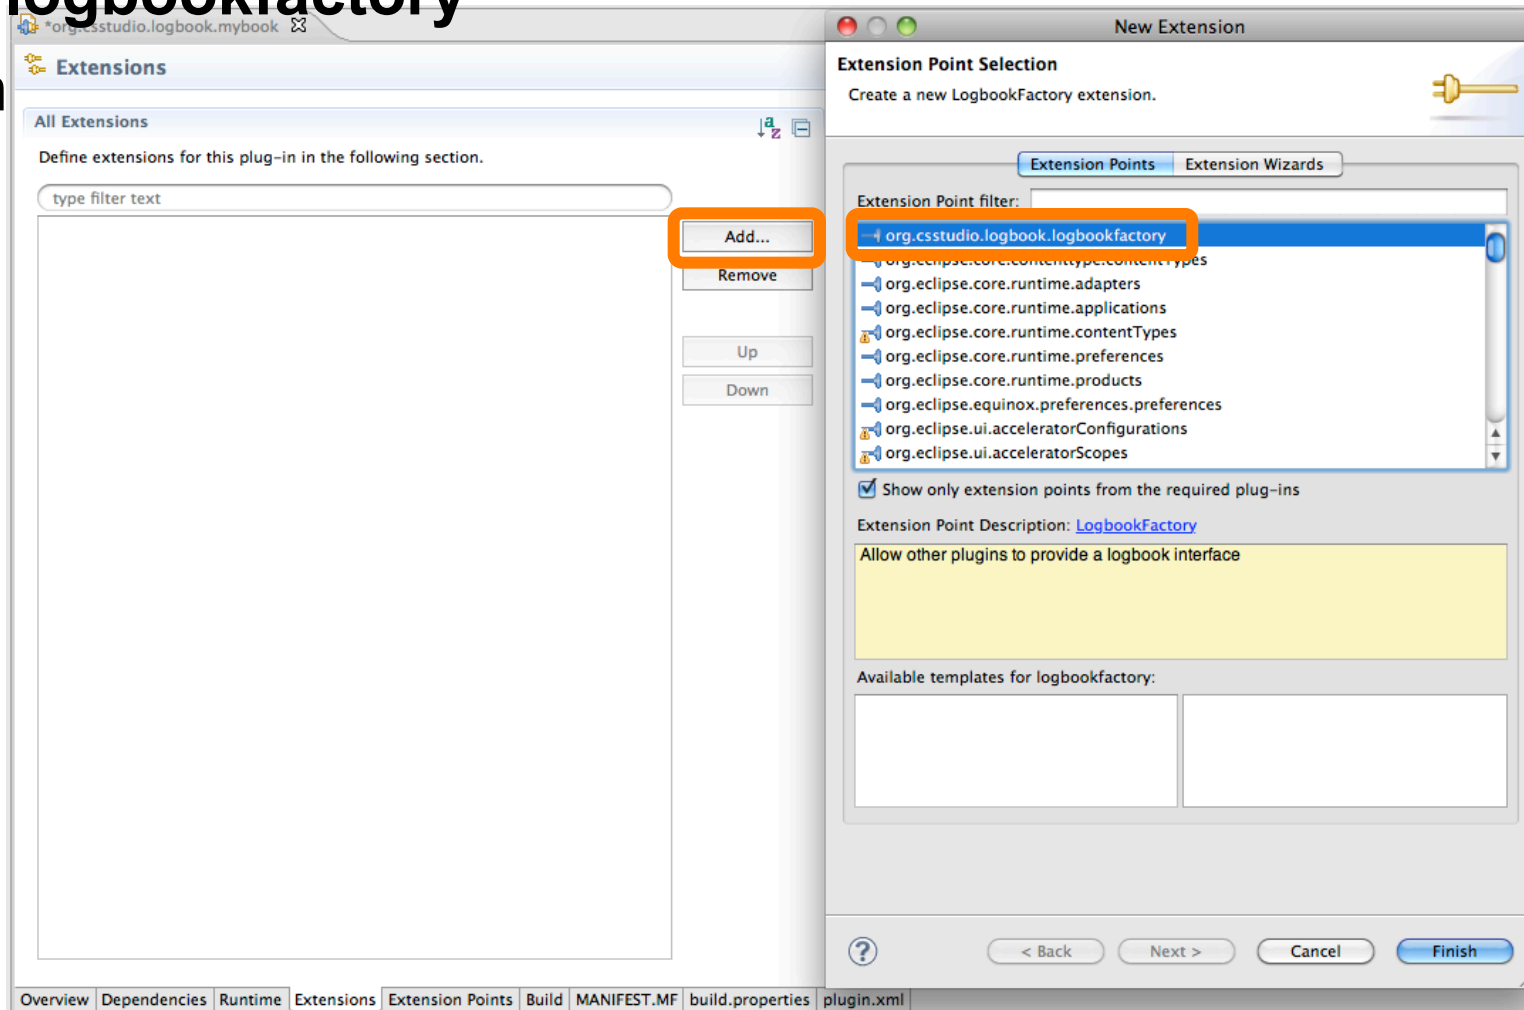 logbookfactory
*org.csstudio.logbook.mybook
Extensions
All Extensions
Define extensions for this plug-in in the following section.
type filter text
Add...
Remove
Up
Down
Overview Dependencies Runtime Extensions Extension Points Build MANIFEST.MF build.properties plugin.xml
New Extension
Extension Point Selection
Create a new LogbookFactory extension.
Extension Points Extension Wizards
Extension Point filter:
org.csstudio.logbook.logbookfactory
org.eclipse.core.contenttype.contentTypes
org.eclipse.core.runtime.adapters
org.eclipse.core.runtime.applications
org.eclipse.core.runtime.contentTypes
org.eclipse.core.runtime.preferences
org.eclipse.core.runtime.products
org.eclipse.equinox.preferences.preferences
org.eclipse.ui.acceleratorConfigurations
org.eclipse.ui.acceleratorScopes
Show only extension points from the required plug-ins
Extension Point Description: LogbookFactory
Allow other plugins to provide a logbook interface
Available templates for logbookfactory:
< Back Next > Cancel Finish